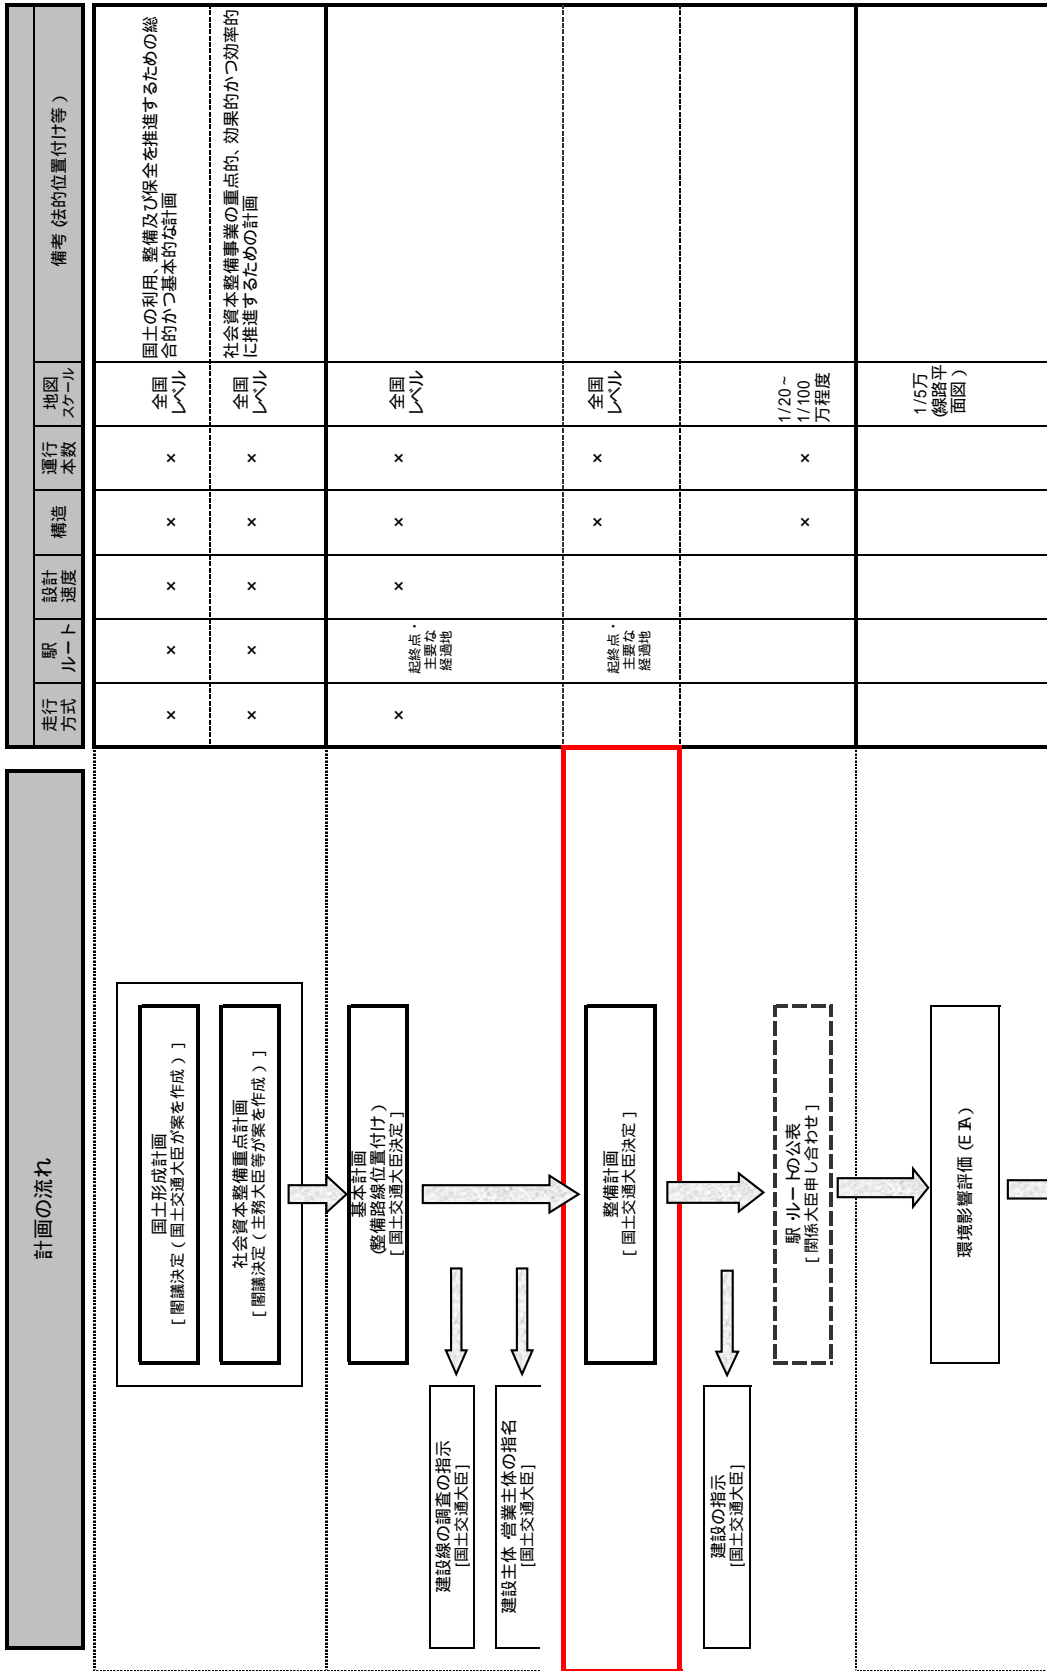 計画の流れ
走行
方式
駅
ルート
設計
速度
構造
運行
本数
地図
スケール
備考（法的位置付け等）
国土形成計画
［閣議決定（国土交通大臣が案を作成）］
×
×
×
×
×
全国
レベル
国土の利用、整備及び保全を推進するための総
合的かつ基本的な計画
社会資本整備重点計画
［閣議決定（主務大臣等が案を作成）］
×
×
×
×
×
全国
レベル
社会資本整備事業の重点的、効果的かつ効率的
に推進するための計画
基本計画
（整備路線位置付け）
［国土交通大臣決定］
×
起終点・
主要な
経過地
×
×
×
全国
レベル
建設線の調査の指示
［国土交通大臣］
建設主体・営業主体の指名
［国土交通大臣］
整備計画
［国土交通大臣決定］
起終点・
主要な
経過地
×
×
全国
レベル
建設の指示
［国土交通大臣］
駅・ルートの公表
［関係大臣申し合わせ］
×
×
1/20～
1/100
万程度
環境影響評価（EIA）
1/5万
（線路平
面図）